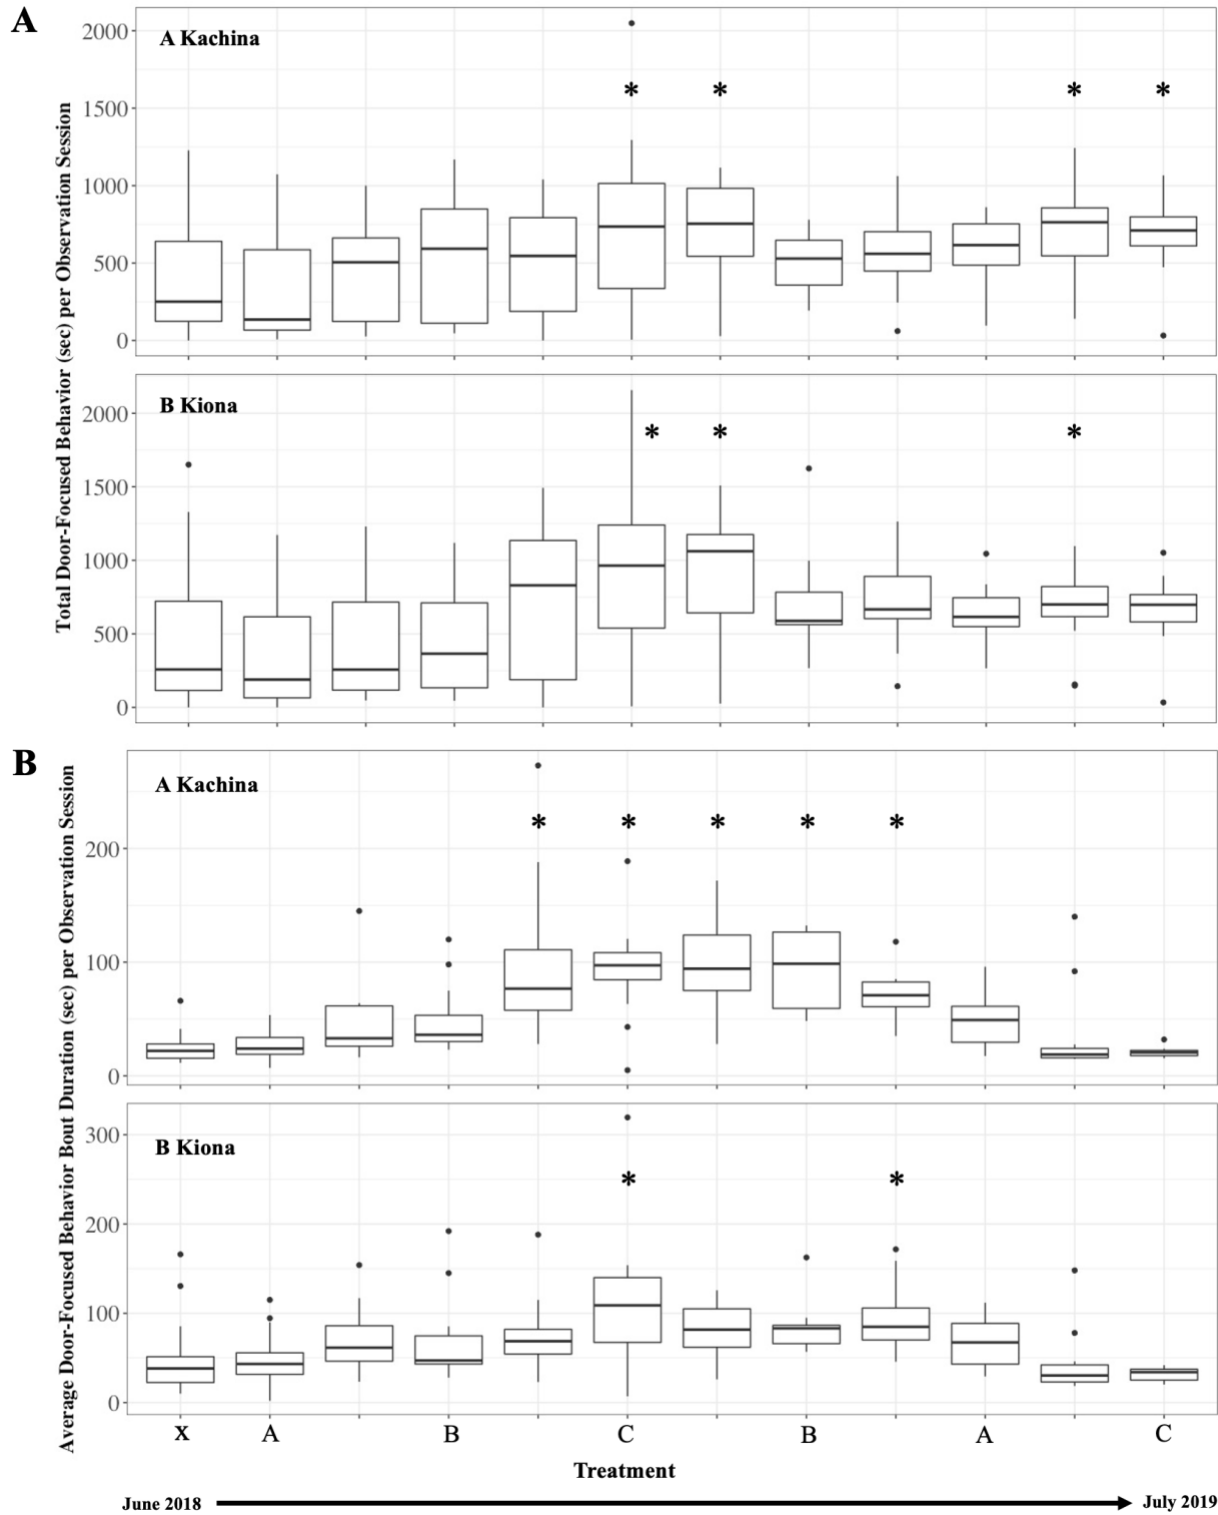 A
Total Door-Focused Behavior (sec) per Observation Session
A Kachina
2000
* * * *
1500
1000
500
0
B Kiona
2000
* * *
1500
1000
500
0
B
Average Door-Focused Behavior Bout Duration (sec) per Observation Session
A Kachina
* * * * *
200
100
0
B Kiona
300
* *
200
100
0
x A B C B A C
Treatment
June 2018 July 2019